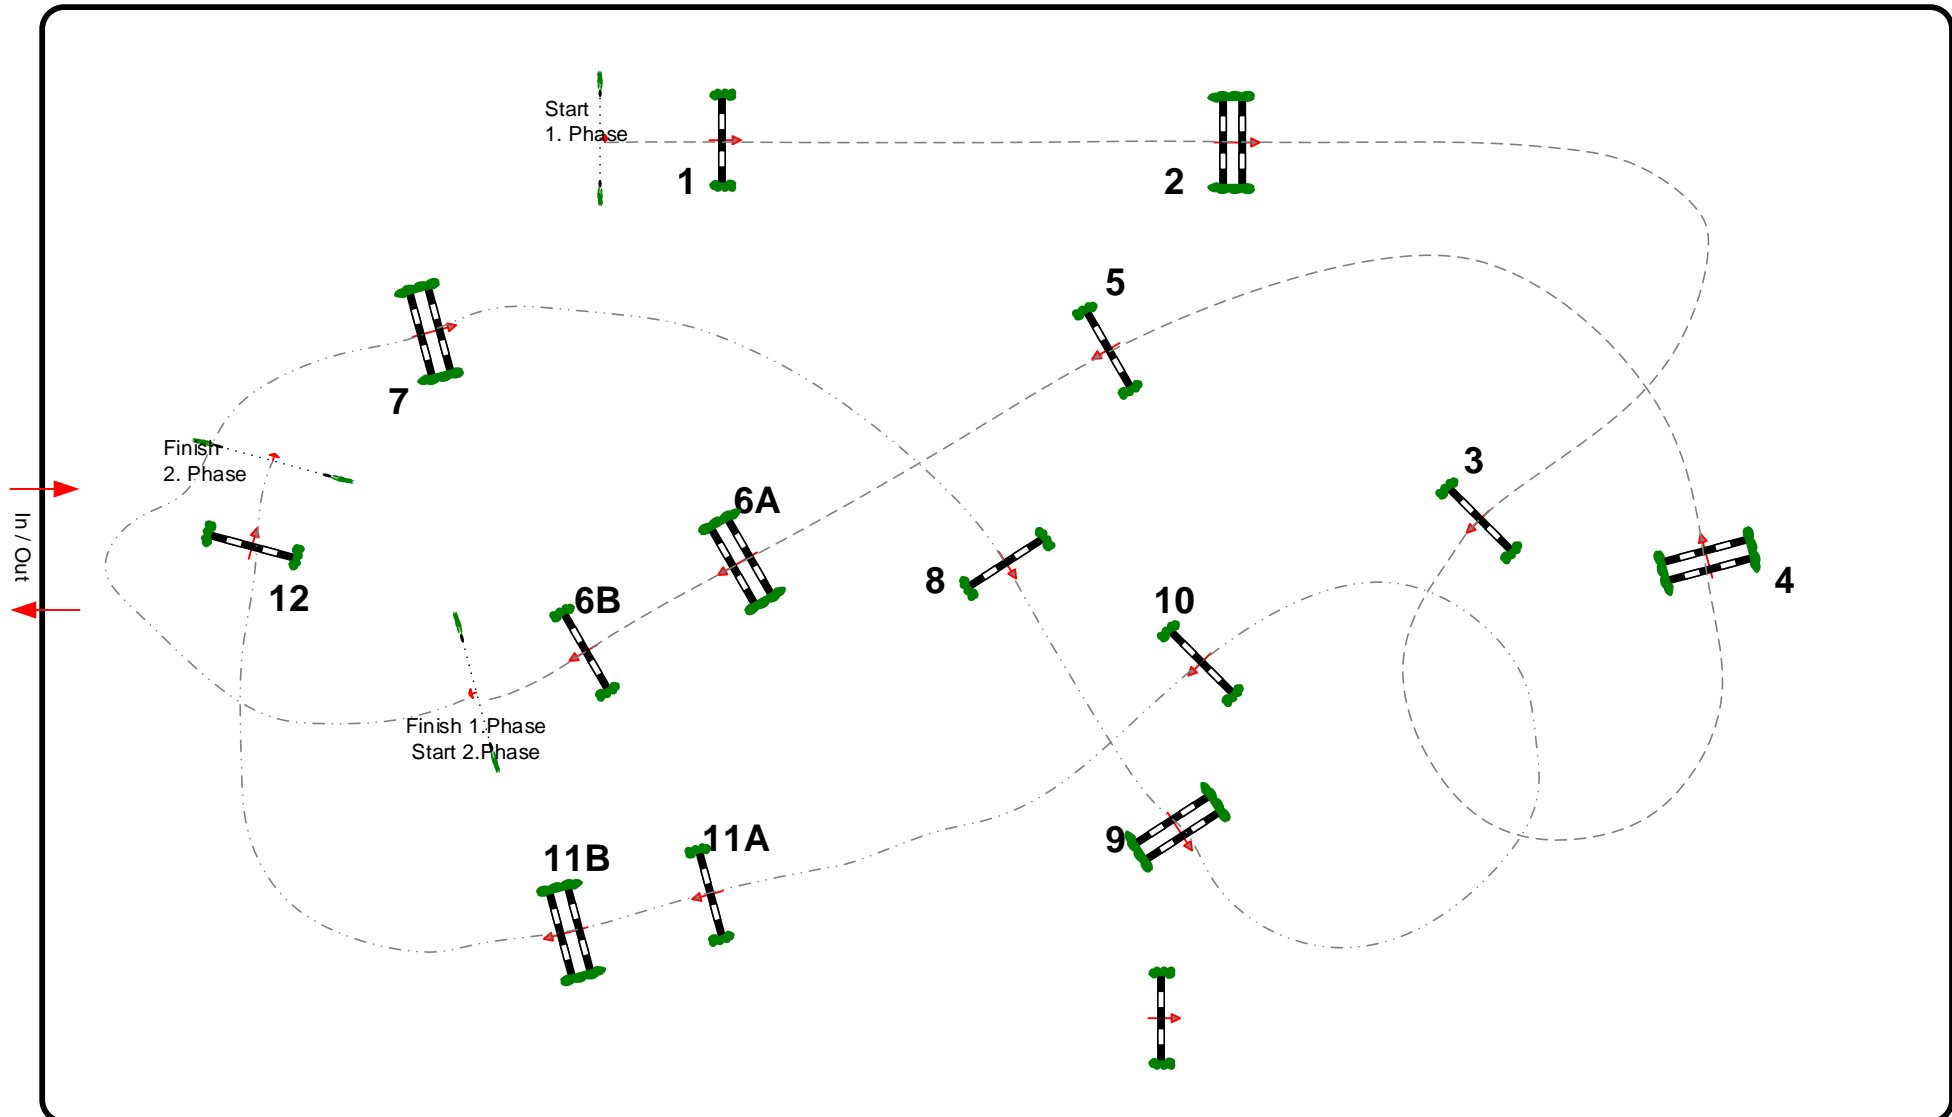 Start
1. Phase
1
2
5
7
3
Finish
2. Phase
6A
In / Out
12
6B
8
10
4
Finish 1.Phase
Start 2.Phase
11A
9
11B